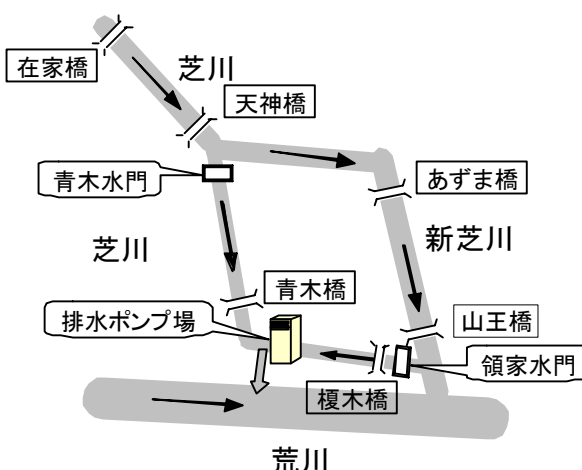 在家橋
芝川
天神橋
青木水門
あずま橋
芝川
新芝川
青木橋
排水ポンプ場
山王橋
領家水門
榎木橋
荒川